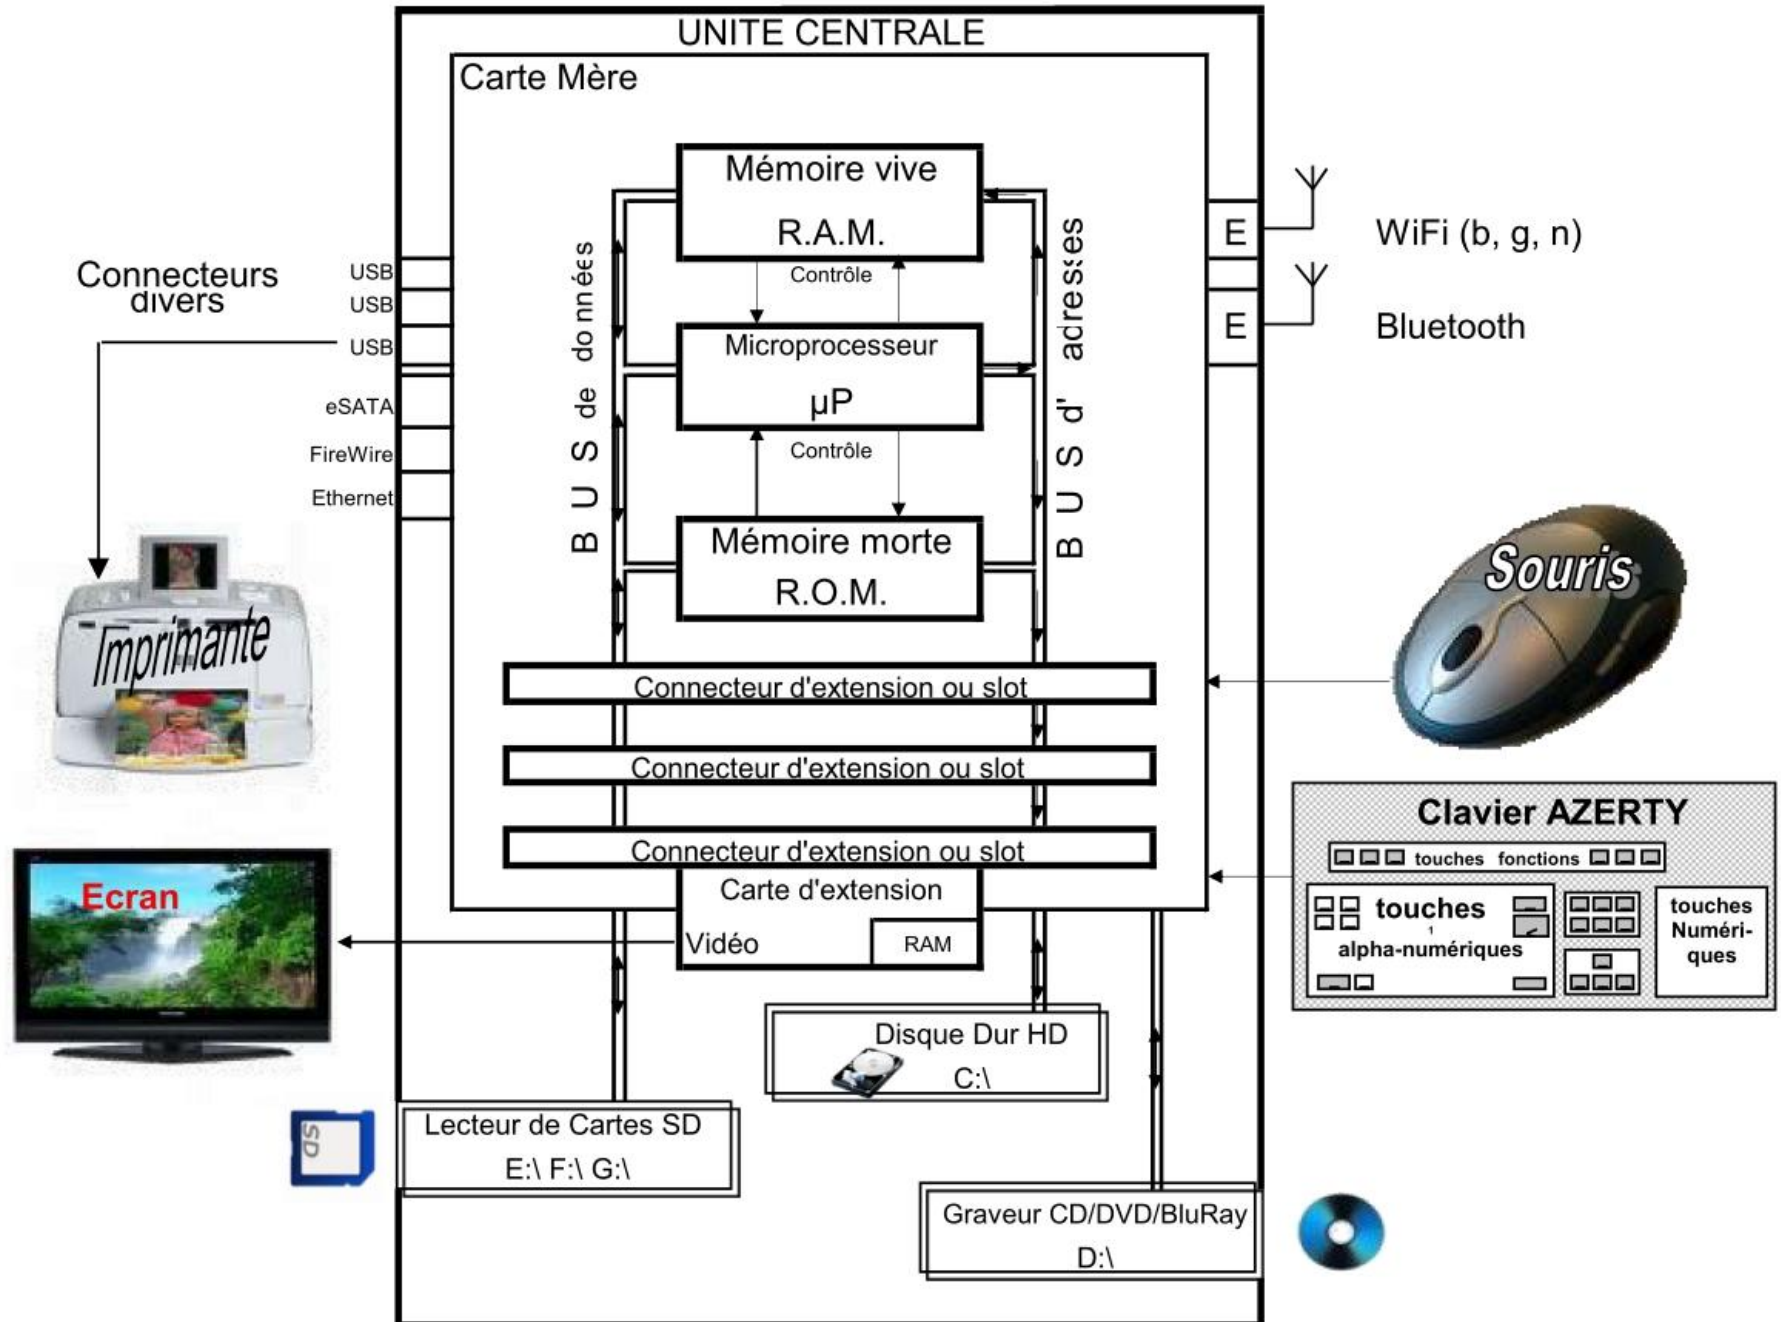 UNITE CENTRALE
Carte Mère
Mémoire vive
R.A.M.
Contrôle
Microprocesseur
µP
Contrôle
Mémoire morte
R.O.M.
BUS de données
BUS d'adresses
E
WiFi (b, g, n)
E
Bluetooth
Connecteurs
divers
USB
USB
USB
eSATA
FireWire
Ethernet
Imprimante
Souris
Connecteur d'extension ou slot
Connecteur d'extension ou slot
Connecteur d'extension ou slot
Carte d'extension
Vidéo
RAM
Ecran
Clavier AZERTY
touches fonctions
touches
1
alpha-numériques
touches
Numéri-
ques
Disque Dur HD
C:\
SD
Lecteur de Cartes SD
E:\ F:\ G:\
Graveur CD/DVD/BluRay
D:\